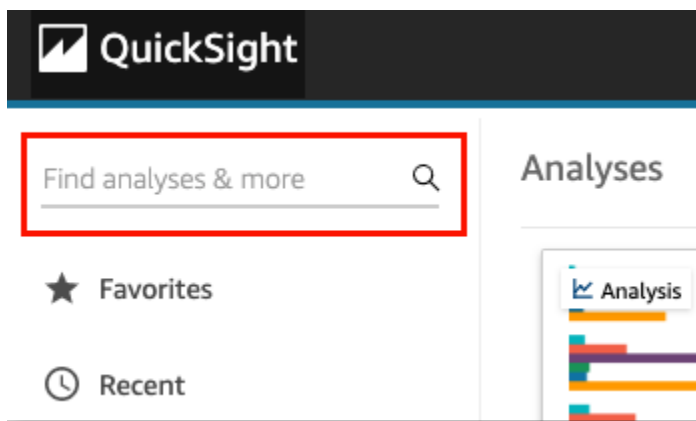 QuickSight
Find analyses & more
Favorites
Recent
Analyses
Analysis